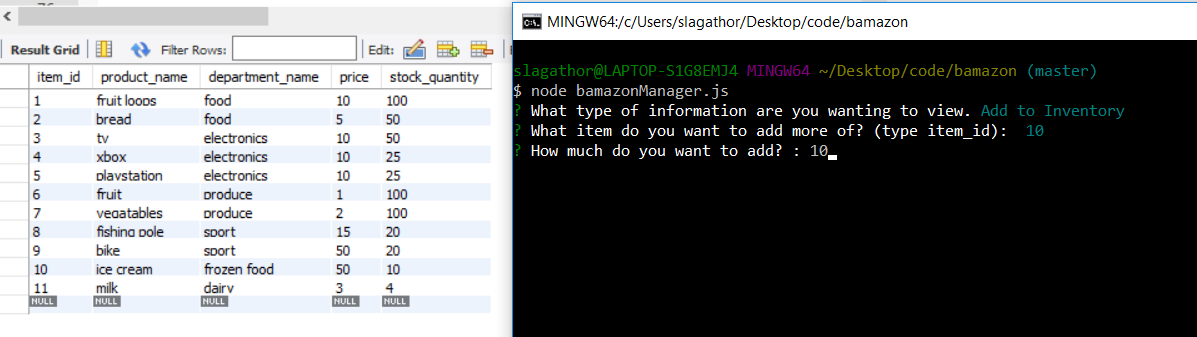 Result Grid Filter Rows: Edit:
item_id product_name department_name price stock_quantity
1 fruit loops food 10 100
2 bread food 5 50
3 tv electronics 10 50
4 xbox electronics 10 25
5 playstation electronics 10 25
6 fruit produce 1 100
7 vegatables produce 2 100
8 fishing pole sport 15 20
9 bike sport 50 20
10 ice cream frozen food 50 10
11 milk dairy 3 4
NULL NULL NULL NULL NULL
MINGW64:/c/Users/slagathor/Desktop/code/bamazon
slagathor@LAPTOP-S1G8EMJ4 MINGW64 ~/Desktop/code/bamazon (master)
$ node bamazonManager.js
? What type of information are you wanting to view. Add to Inventory
? What item do you want to add more of? (type item_id): 10
? How much do you want to add? : 10